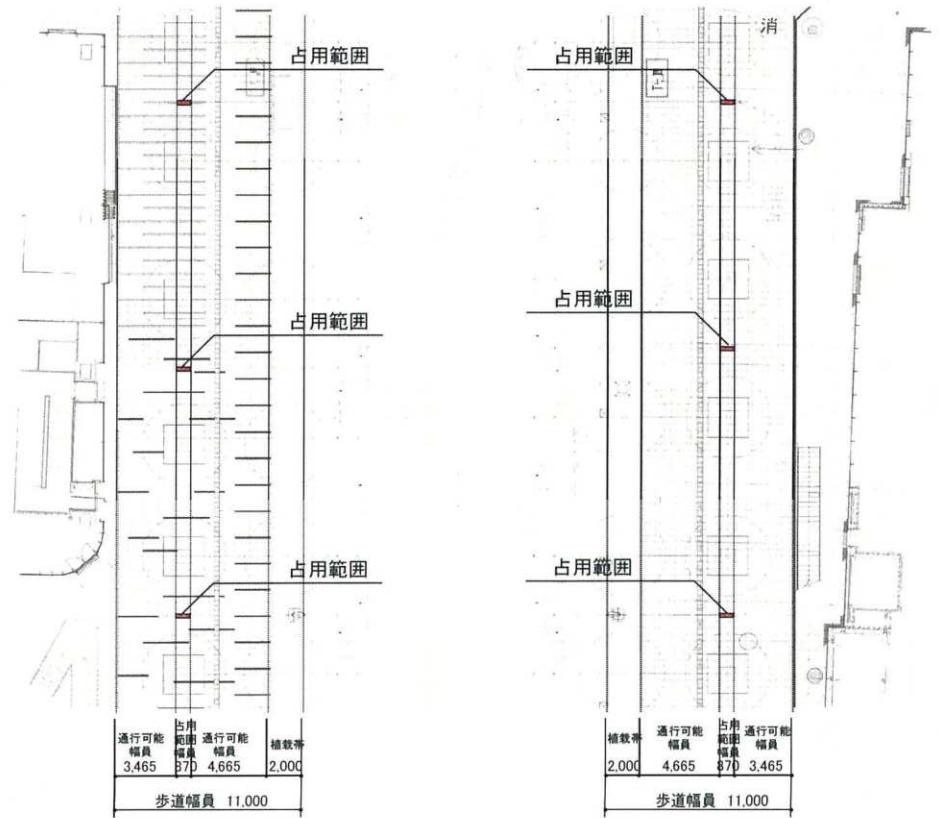 消
占用範囲
占用範囲
占用範囲
占用範囲
占用範囲
占用範囲
通行可能
幅員
3,465
占用
範囲
幅員
870
通行可能
幅員
4,665
植栽帯
2,000
歩道幅員 11,000
植栽帯
2,000
通行可能
幅員
4,665
占用
範囲
幅員
870
通行可能
幅員
3,465
歩道幅員 11,000